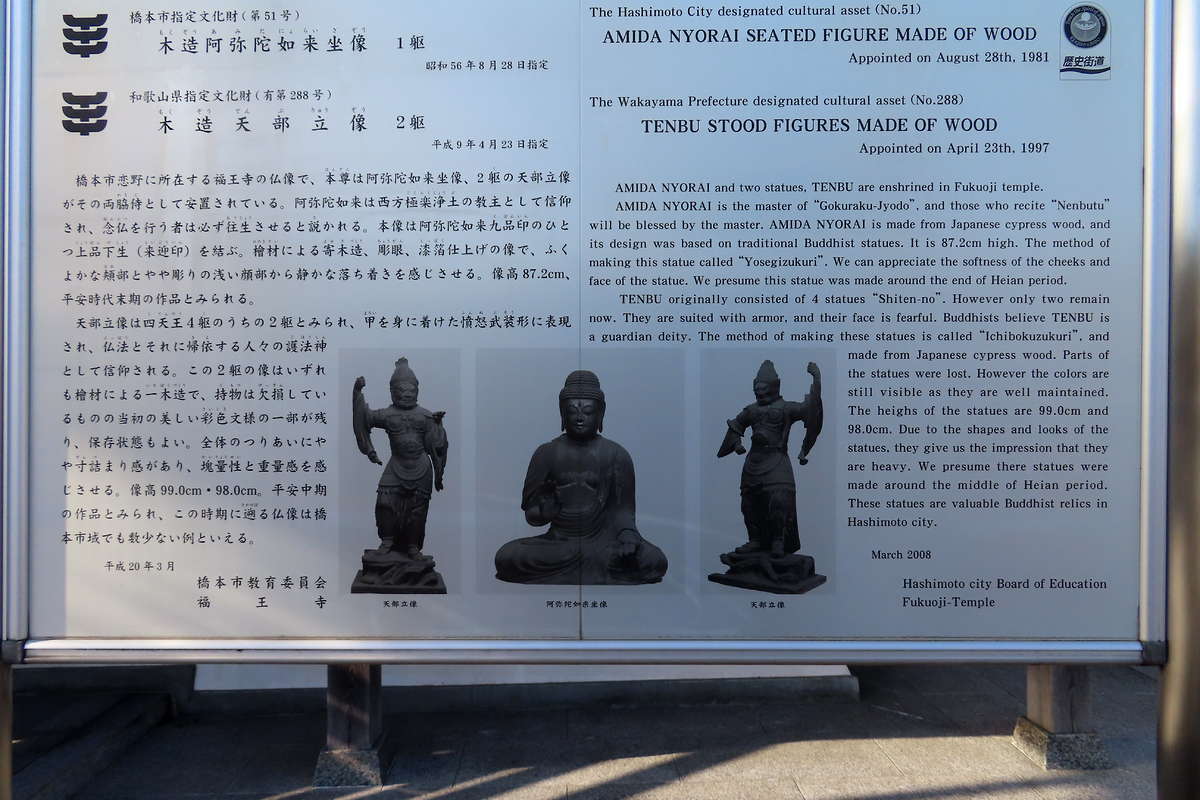 橋本市指定文化財(第51号)
もくぞうあみだにょらいざぞう
木造阿弥陀如来坐像　1躯
昭和56年8月28日指定
和歌山県指定文化財(有第288号)
もくぞうてんぶりゅうぞう
木造天部立像　2躯
平成9年4月23日指定
橋本市恋野に所在する福王寺の仏像で、本尊は阿弥陀如来坐像、2躯の天部立像
がその両脇侍として安置されている。阿弥陀如来は西方極楽浄土の教主として信仰
され、念仏を行う者は必ず往生させると説かれる。本像は阿弥陀如来九品印のひと
つ上品下生(来迎印)を結ぶ。檜材による寄木造、彫眼、漆箔仕上げの像で、ふく
よかな頬部とやや彫りの浅い顔部から静かな落ち着きを感じさせる。像高87.2cm、
平安時代末期の作品とみられる。
天部立像は四天王4躯のうちの2躯とみられ、甲を身に着けた憤怒武装形に表現
され、仏法とそれに帰依する人々の護法神
として信仰される。この2躯の像はいずれ
も檜材による一木造で、持物は欠損してい
るものの当初の美しい彩色文様の一部が残
り、保存状態もよい。全体のつりあいにや
や寸詰まり感があり、塊量性と重量感を感
じさせる。像高99.0cm・98.0cm。平安中期
の作品とみられ、この時期に遡る仏像は橋
本市域でも数少ない例といえる。
平成20年3月
橋本市教育委員会
福王寺
天部立像
阿弥陀如来坐像
天部立像
The Hashimoto City designated cultural asset (No.51)
AMIDA NYORAI SEATED FIGURE MADE OF WOOD
Appointed on August 28th, 1981
歴史街道
The Wakayama Prefecture designated cultural asset (No.288)
TENBU STOOD FIGURES MADE OF WOOD
Appointed on April 23th, 1997
AMIDA NYORAI and two statues, TENBU are enshrined in Fukuoji temple.
AMIDA NYORAI is the master of "Gokuraku-Jyodo", and those who recite "Nenbutu"
will be blessed by the master. AMIDA NYORAI is made from Japanese cypress wood, and
its design was based on traditional Buddhist statues. It is 87.2cm high. The method of
making this statue called "Yosegizukuri". We can appreciate the softness of the cheeks and
face of the statue. We presume this statue was made around the end of Heian period.
TENBU originally consisted of 4 statues "Shiten-no". However only two remain
now. They are suited with armor, and their face is fearful. Buddhists believe TENBU is
a guardian deity. The method of making these statues is called "Ichibokuzukuri", and
made from Japanese cypress wood. Parts of
the statues were lost. However the colors are
still visible as they are well maintained.
The heighs of the statues are 99.0cm and
98.0cm. Due to the shapes and looks of the
statues, they give us the impression that they
are heavy. We presume there statues were
made around the middle of Heian period.
These statues are valuable Buddhist relics in
Hashimoto city.
March 2008
Hashimoto city Board of Education
Fukuoji-Temple